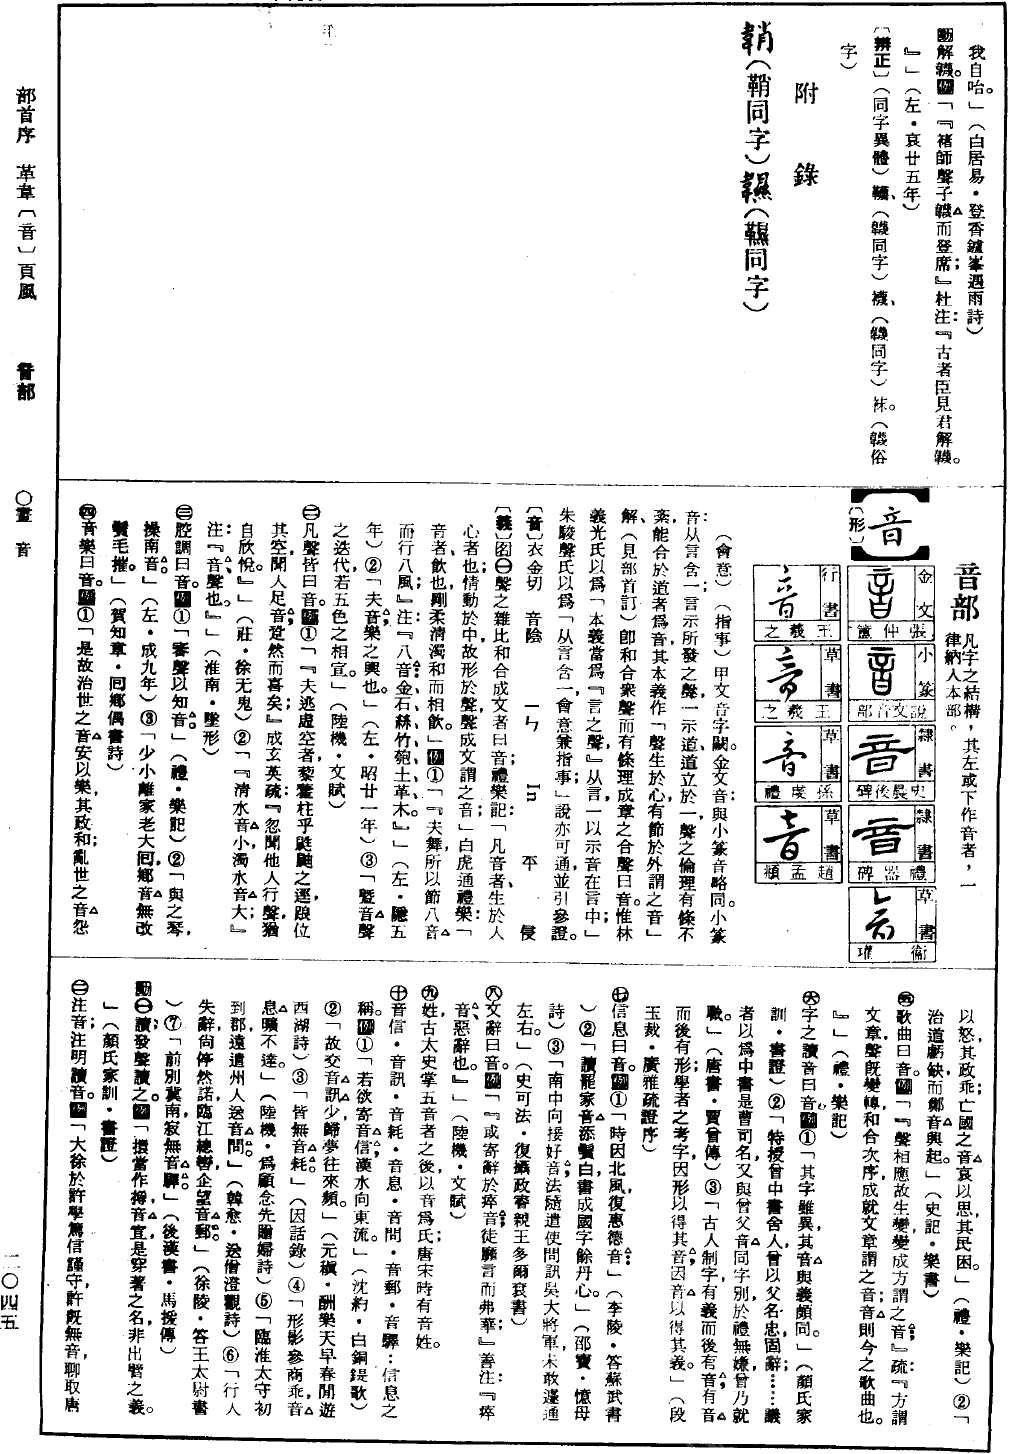 我自咍。」（白居易・登香鑪峯遇雨詩）
動解韈。例「『褚師聲子韈而登席』杜注：『古者臣見君解韈。
』」（左・哀廿五年）
〔辨正〕（同字異體）韤、（韈同字）襪、（韈同字）袜。（韈俗
字）
附錄
鞘（鞘同字）韅（韅同字）
音部 凡字之結構，其左或下作音者，一
律納入本部。
〔形〕
音
金文 張仲簠
小篆 說文音部
隸書 史晨後碑
隸書 禮器碑
草書 衞瓘
行書 王羲之
草書 王羲之
草書 孫虔禮
草書 趙孟頫
（會意）（指事）甲文音字闕。金文音：與小篆音略同。小篆
音：从言含一，言示所發之聲，一示道，道立於一，聲之倫理有條不
紊，能合於道者爲音，其本義作「聲生於心有節於外謂之音」
解（見部首訂）卽和合衆聲而有條理成章之合聲曰音。惟林
義光氏以爲「本義當爲『言之聲』，从言，一以示音在言中；」
朱駿聲氏以爲「从言含一，會意兼指事」說亦可通，並引參證。
〔音〕衣金切 音陰 ㄧㄣ In 平 侵
〔義〕名㊀聲之雜比和合成文者曰音，禮樂記：「凡音者，生於人
心者也；情動於中，故形於聲，聲成文謂之音」白虎通禮樂：「
音者，飲也，剛柔清濁和而相飲。」例①「『夫舞所以節八音
而行八風』注：『八音：金、石、絲、竹、匏、土、革、木。』」（左・隱五
年）②「夫音，樂之輿也。」（左・昭廿一年）③「暨音聲
之迭代，若五色之相宣。」（陸機・文賦）
㊁凡聲皆曰音。例①「『夫逃虛空者，藜藋柱乎鼪鼬之逕，踉位
其空，聞人足音跫然而喜矣』成玄英疏：『忽聞他人行聲，猶
自欣悅。』」（莊・徐无鬼）②「『清水音小，濁水音大；』
注：『音，聲也。』」（淮南・墜形）
㊂腔調曰音。例①「審聲以知音。」（禮・樂記）②「與之琴，
操南音。」（左・成九年）③「少小離家老大回，鄉音無改
鬢毛摧。」（賀知章・回鄉偶書詩）
㊃音樂曰音。例①「是故治世之音安以樂，其政和；亂世之音怨
以怒，其政乖；亡國之音哀以思，其民困。」（禮・樂記）②「
治道虧缺而鄭音興起。」（史記・樂書）
㊄歌曲曰音。例「『聲相應，故生變，變成方，謂之音；』疏：『方謂
文章，聲旣變轉和合次序成就文章謂之音；音則今之歌曲也。
』」（禮・樂記）
㊅字之讀音曰音。例①「其字雖異，其音與義頗同。」（顏氏家
訓・書證）②「特授曾中書舍人，曾以父名忠，固辭；……議
者以爲中書是曹司名，又與曾父音同字別，於禮無嫌，曾乃就
職。」（唐書・賈曾傳）③「古人制字，有義而後有音，有音
而後有形，學者之考字，因形以得其音，因音以得其義。」（段
玉裁・廣雅疏證序）
㊆信息曰音。例①「時因北風，復惠德音」（李陵・答蘇武書
）②「讀罷家音添鬢白，書成國字餘丹心。」（邵寶・憶母
詩）③「南中向接好音，法隨遣使問訊吳大將軍，未敢遽通
左右。」（史可法・復攝政睿親王多爾袞書）
㊇文辭曰音。例「『或寄辭於瘁音，徒靡言而弗華』善注：『瘁
音，惡辭也。』」（陸機・文賦）
㊈姓古太史掌五音者之後，以音爲氏，唐宋時有音姓。
㊉音信・音訊・音耗・音息・音問・音郵・音驛：信息之
稱。例①「若欲寄音信，漢水向東流。」（沈約・白銅鍉歌）
②「故交音訊少，歸夢往來頻」（元稹・酬樂天早春閒遊
西湖詩）③「皆無音耗」（因話錄）④「形影參商乖，音
息曠不達」（陸機・爲顧彥先贈婦詩）⑤「臨淮太守初
到郡，遠遣州人送音問。」（韓愈・送僧澄觀詩）⑥「行人
失辭，尙停然諾，臨江總轡，企望音郵」（徐陵・答王太尉書
）⑦「前別冀南，寂無音驛」（後漢書・馬援傳）
動㊀讀，發聲讀之。例「擐當作捋，音宣，是穿著之名，非出臂之義。
」（顏氏家訓・書證）
㊁注音，注明讀音。例「大徐於許學篤信謹守，許旣無音，聊取唐
部首序 革韋〔音〕頁風 音部 〇畫 音 二〇四五